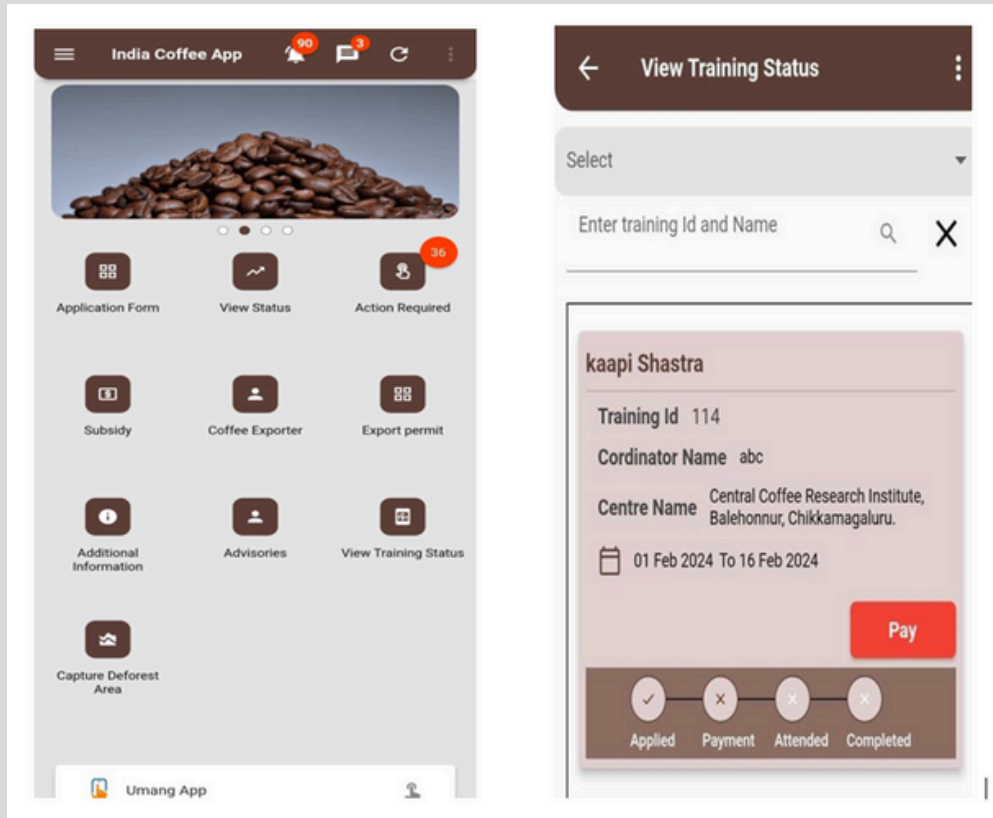 India Coffee App
90
3
Application Form
View Status
Action Required
36
Subsidy
Coffee Exporter
Export permit
Additional
Information
Advisories
View Training Status
Capture Deforest
Area
Umang App
View Training Status
Select
Enter training Id and Name
X
kaapi Shastra
Training Id 114
Cordinator Name abc
Centre Name Central Coffee Research Institute,
Balehonnur, Chikkamagaluru.
01 Feb 2024 To 16 Feb 2024
Pay
Applied Payment Attended Completed